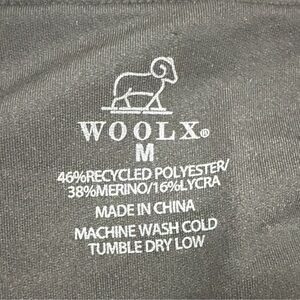 WOOLX®
M
46%RECYCLED POLYESTER/
38%MERINO/16%LYCRA
MADE IN CHINA
MACHINE WASH COLD
TUMBLE DRY LOW